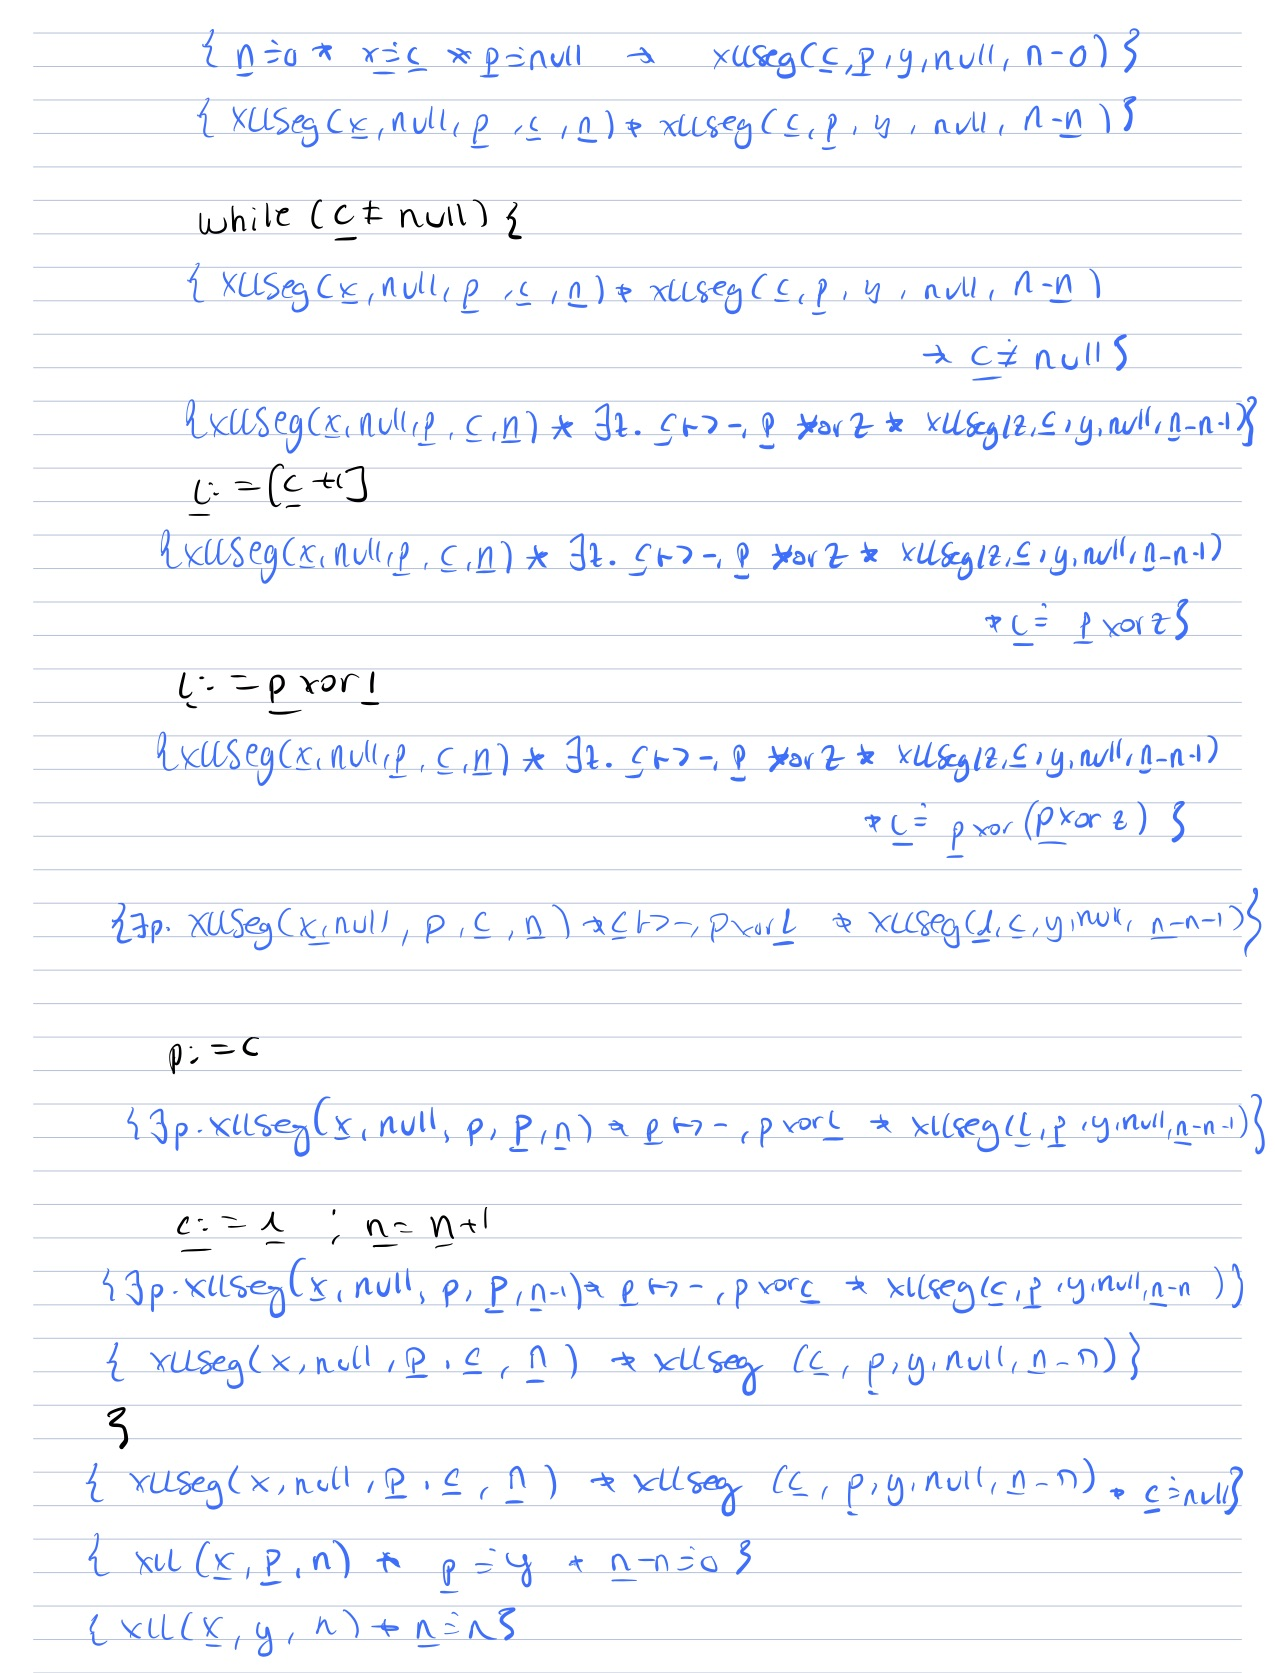 { n ≐ 0 * x ≐ c * p ≐ null * xllseg(c, p, y, null, n-0) }
{ xllseg(x, null, p, c, n) * xllseg(c, p, y, null, n-n) }
while (c ≠ null) {
{ xllseg(x, null, p, c, n) * xllseg(c, p, y, null, n-n)
* c ≐̸ null }
{ xllseg(x, null, p, c, n) * ∃z. c ↦ -, p xor z * xllseg(z, c, y, null, n-n-1) }
l := [c+1]
{ xllseg(x, null, p, c, n) * ∃z. c ↦ -, p xor z * xllseg(z, c, y, null, n-n-1)
* l ≐ p xor z }
l := p xor l
{ xllseg(x, null, p, c, n) * ∃z. c ↦ -, p xor z * xllseg(z, c, y, null, n-n-1)
* l ≐ p xor (p xor z) }
{ ∃p. xllseg(x, null, p, c, n) * c ↦ -, p xor l * xllseg(l, c, y, null, n-n-1) }
p := c
{ ∃p. xllseg(x, null, p, p, n) * p ↦ -, p xor l * xllseg(l, p, y, null, n-n-1) }
c := l ; n = n+1
{ ∃p. xllseg(x, null, p, p, n-1) * p ↦ -, p xor c * xllseg(c, p, y, null, n-n) }
{ xllseg(x, null, p, c, n) * xllseg(c, p, y, null, n-n) }
}
{ xllseg(x, null, p, c, n) * xllseg(c, p, y, null, n-n) * c ≐ null }
{ xll(x, p, n) * p ≐ y * n-n ≐ 0 }
{ xll(x, y, n) * n ≐ n }